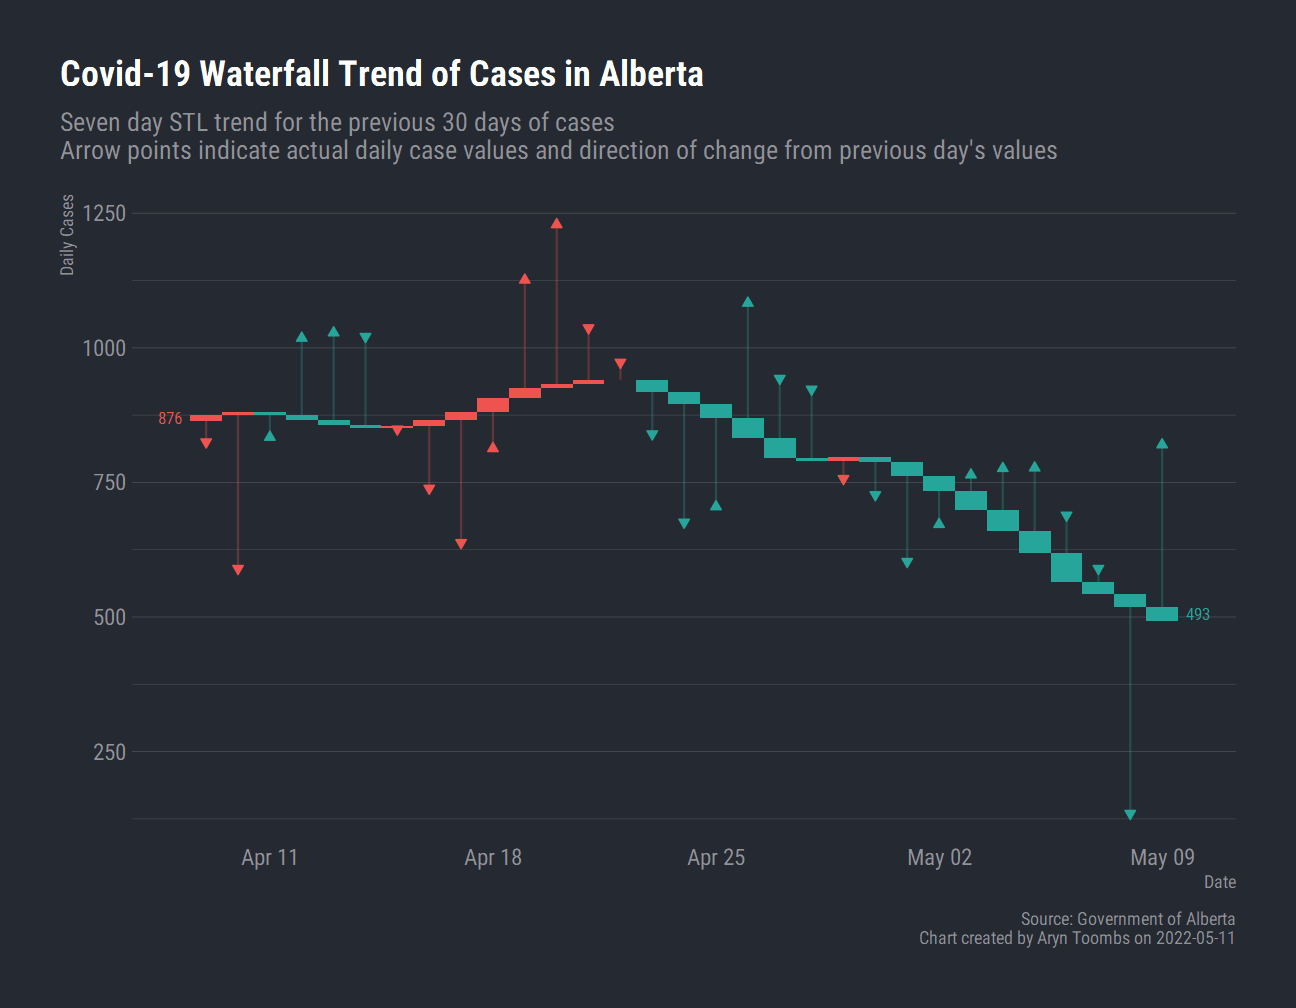 Covid-19 Waterfall Trend of Cases in Alberta
Seven day STL trend for the previous 30 days of cases
Arrow points indicate actual daily case values and direction of change from previous day's values
Daily Cases
1250
1000
876
750
500
493
250
Apr 11
Apr 18
Apr 25
May 02
May 09
Date
Source: Government of Alberta
Chart created by Aryn Toombs on 2022-05-11